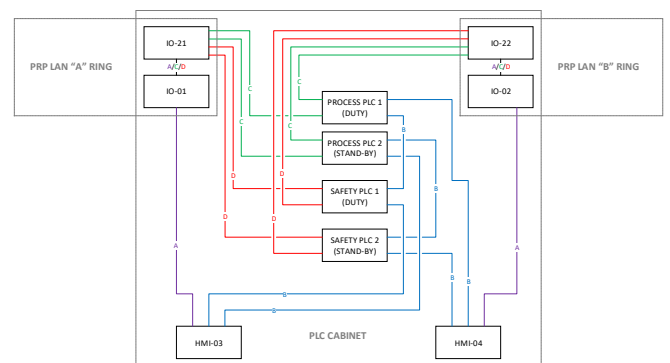 IO-21
IO-22
A/C/D
A/C/D
PRP LAN “A” RING
PRP LAN “B” RING
IO-01
IO-02
C
C
PROCESS PLC 1
(DUTY)
C
C
B
PROCESS PLC 2
(STAND-BY)
B
D
D
SAFETY PLC 1
(DUTY)
B
D
D
SAFETY PLC 2
(STAND-BY)
A
A
B
B
B
B
HMI-03
PLC CABINET
HMI-04